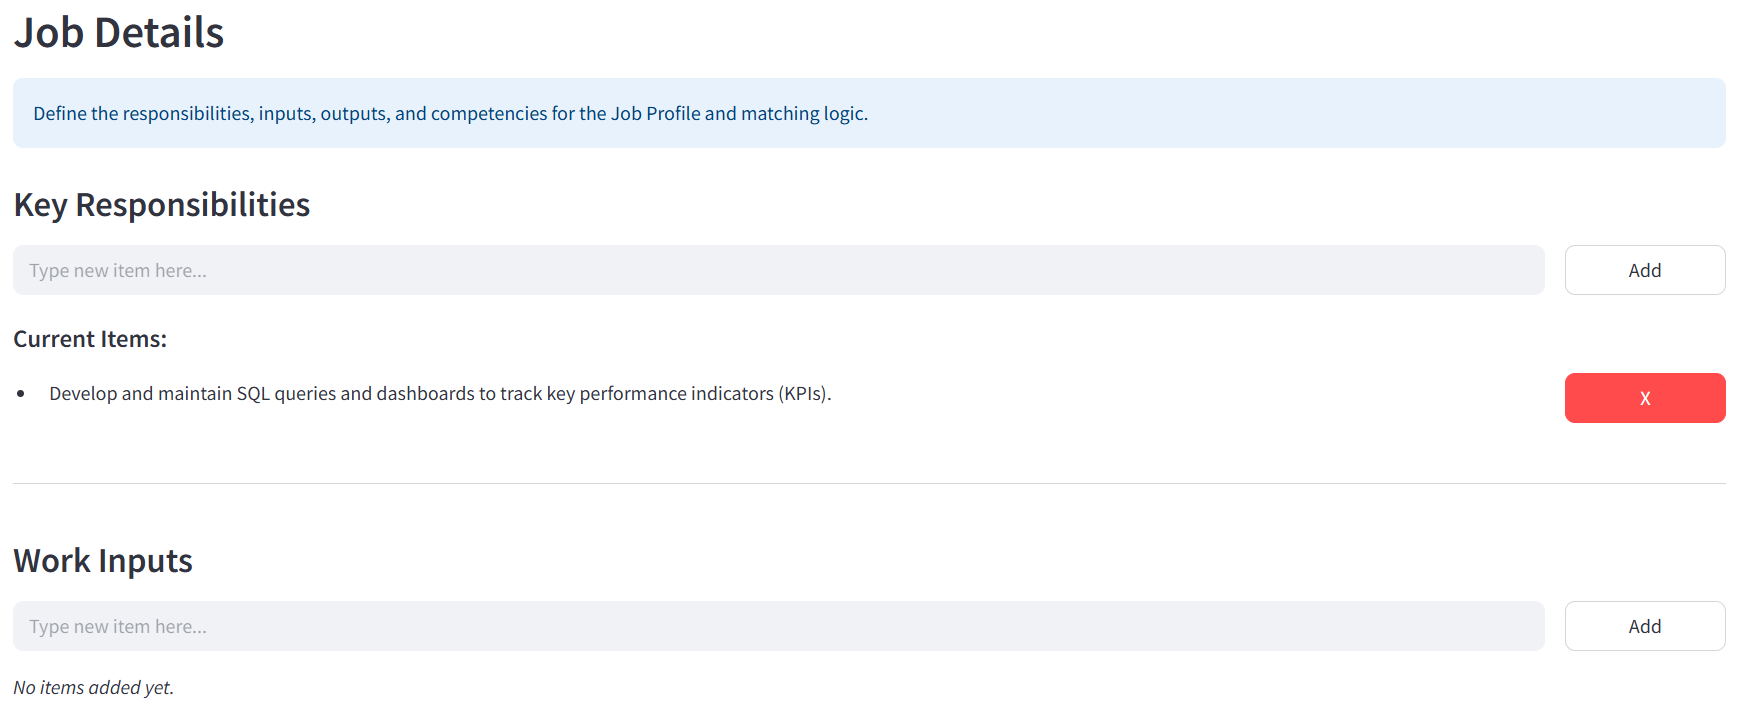 Job Details
Define the responsibilities, inputs, outputs, and competencies for the Job Profile and matching logic.
Key Responsibilities
Type new item here...
Add
Current Items:
• Develop and maintain SQL queries and dashboards to track key performance indicators (KPIs).
X
Work Inputs
Type new item here...
Add
No items added yet.